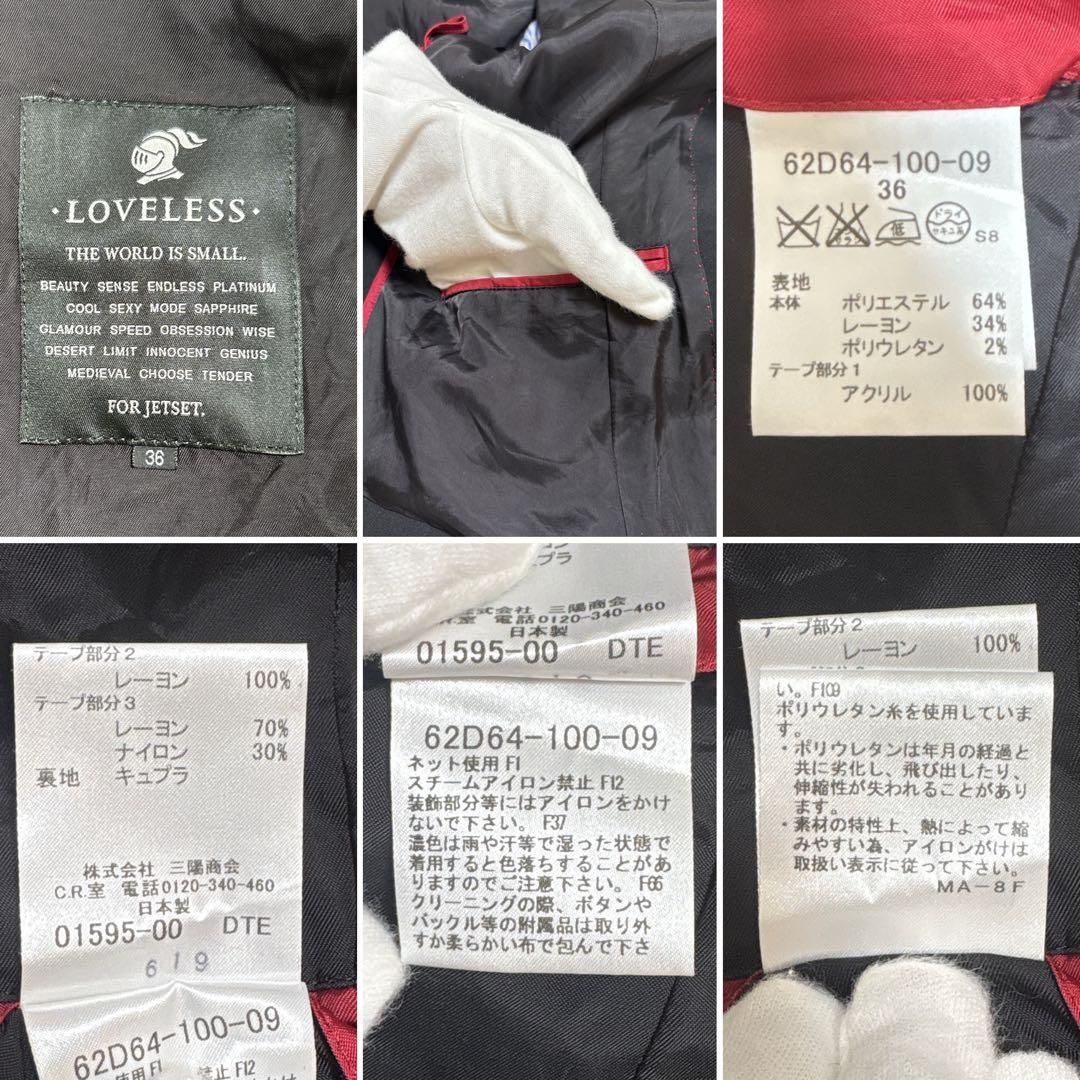 · LOVELESS ·
THE WORLD IS SMALL.
BEAUTY SENSE ENDLESS PLATINUM
COOL SEXY MODE SAPPHIRE
GLAMOUR SPEED OBSESSION WISE
DESERT LIMIT INNOCENT GENIUS
MEDIEVAL CHOOSE TENDER
FOR JETSET.
36
62D64-100-09
36
低
ドライ
セキユ系
S8
表地
本体 ポリエステル 64%
レーヨン 34%
ポリウレタン 2%
テープ部分1
アクリル 100%
テープ部分2
レーヨン 100%
テープ部分3
レーヨン 70%
ナイロン 30%
裏地 キュプラ
株式会社 三陽商会
C.R.室 電話0120-340-460
日本製
01595-00 DTE
619
62D64-100-09
使用 F1
禁止 F12
キュプラ
株式会社 三陽商会
C.R.室 電話0120-340-460
日本製
01595-00 DTE
62D64-100-09
ネット使用 F1
スチームアイロン禁止 F12
装飾部分等にはアイロンをかけ
ないで下さい。 F37
濃色は雨や汗等で湿った状態で
着用すると色落ちすることがあ
りますのでご注意下さい。 F66
クリーニングの際、ボタンや
バックル等の附属品は取り外
すか柔らかい布で包んで下さ
テープ部分2
レーヨン 100%
い。F109
ポリウレタン糸を使用していま
す。
・ポリウレタンは年月の経過と
共に劣化し、飛び出したり、
伸縮性が失われることがあり
ます。
・素材の特性上、熱によって縮
みやすい為、アイロンがけは
取扱い表示に従って下さい。
MA-8F